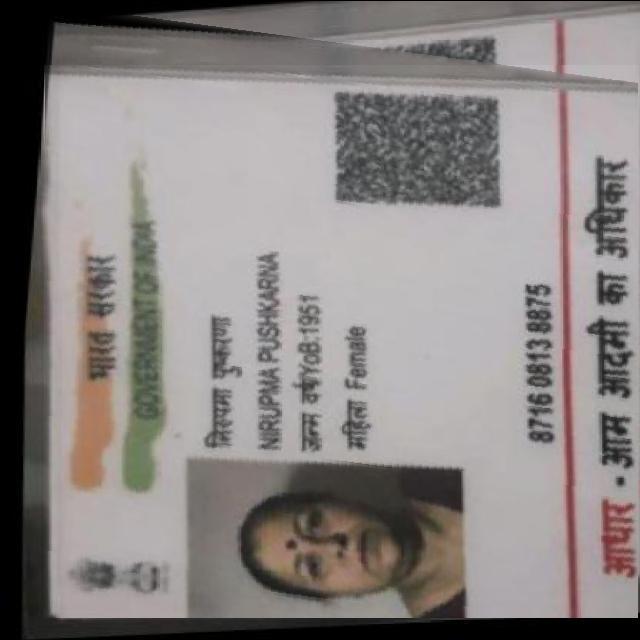 भारत सरकार
GOVERNMENT OF INDIA
निरुपमा पुष्करणा
NIRUPMA PUSHKARNA
जन्म वर्ष/YoB:1951
महिला Female
8716 0813 8875
आधार - आम आदमी का अधिकार